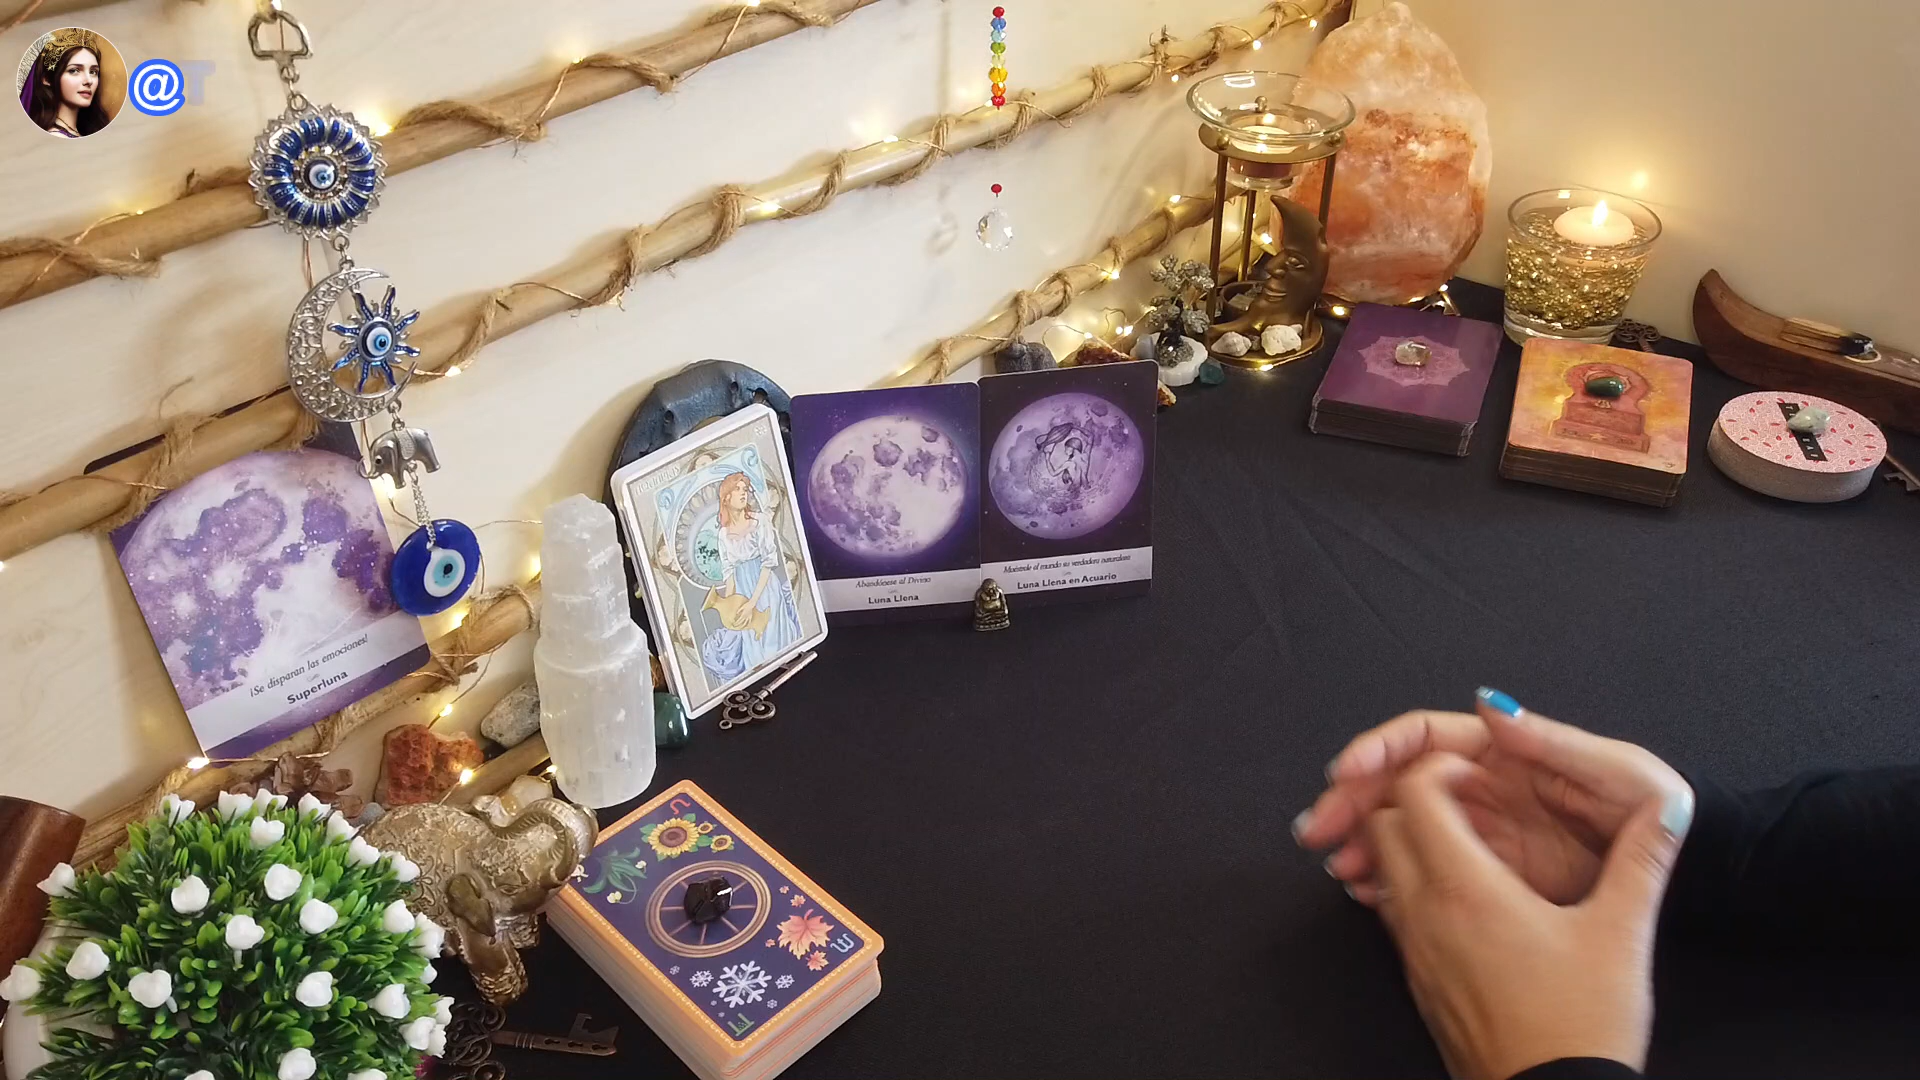 @T
¡Se disparan las emociones!
Superluna
Abandónese al Divino
Luna Llena
Muéstrele al mundo su verdadera naturaleza
Luna Llena en Acuario